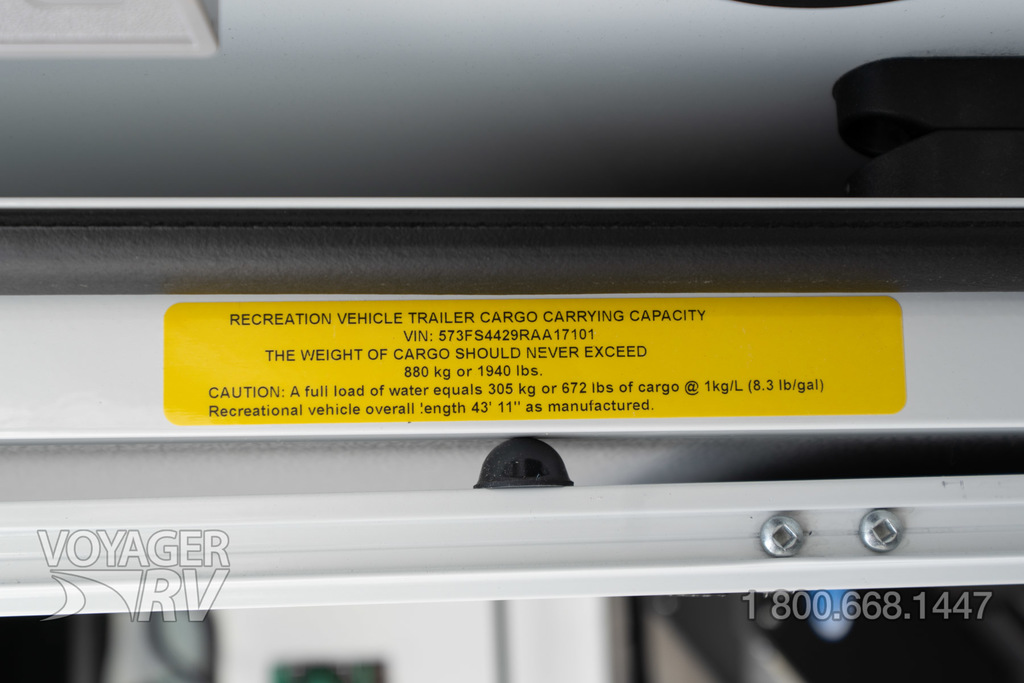 RECREATION VEHICLE TRAILER CARGO CARRYING CAPACITY
VIN: 573FS4429RAA17101
THE WEIGHT OF CARGO SHOULD NEVER EXCEED
880 kg or 1940 lbs.
CAUTION: A full load of water equals 305 kg or 672 lbs of cargo @ 1kg/L (8.3 lb/gal)
Recreational vehicle overall length 43' 11" as manufactured.
VOYAGER
RV
1 800.668.1447